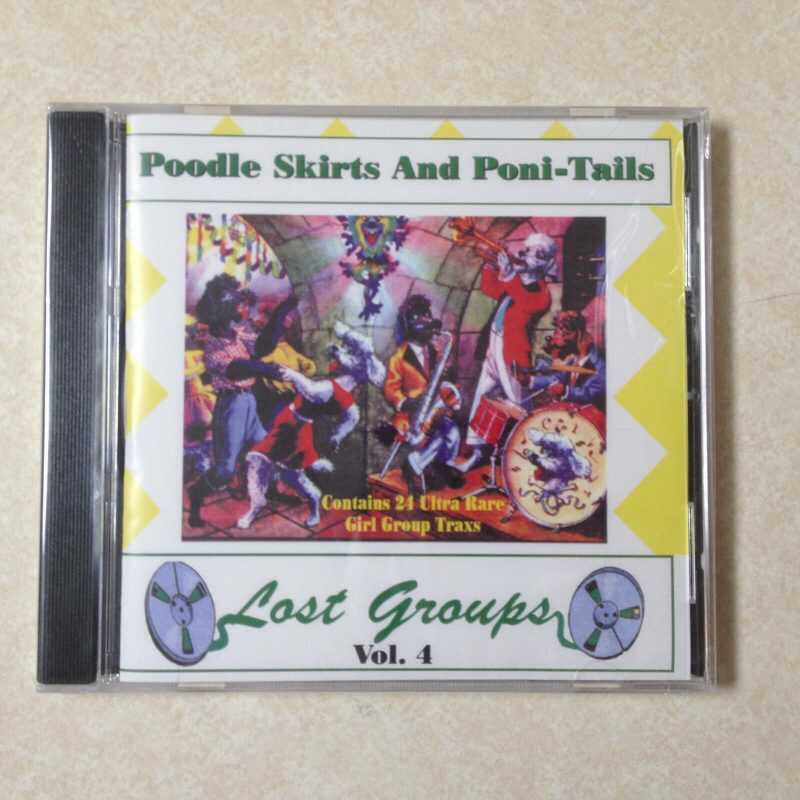 Poodle Skirts And Poni-Tails
Contains 24 Ultra Rare
Girl Group Traxs
Lost Groups
Vol. 4